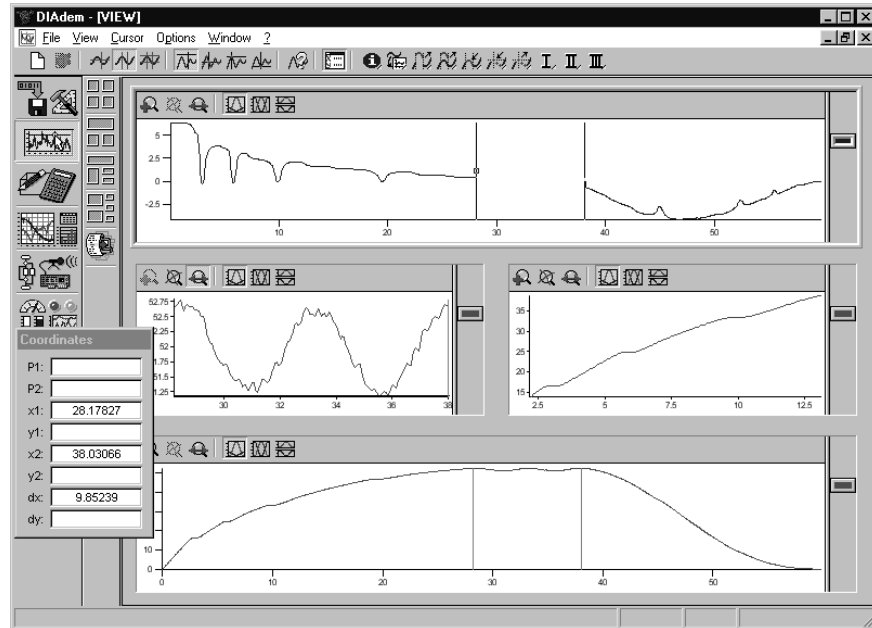 DIAdem - [VIEW]
File View Cursor Options Window ?
I. II. III.
5
2.5
0
-2.5
10 20 30 40 50
52.75
52.5
52.25
52
51.75
51.5
51.25
30 32 34 36 38
35
30
25
20
15
2.5 5 7.5 10 12.5
Coordinates
P1:
P2:
x1: 28.17827
y1:
x2: 38.03066
y2:
dx: 9.85239
dy:
10
0
0 10 20 30 40 50